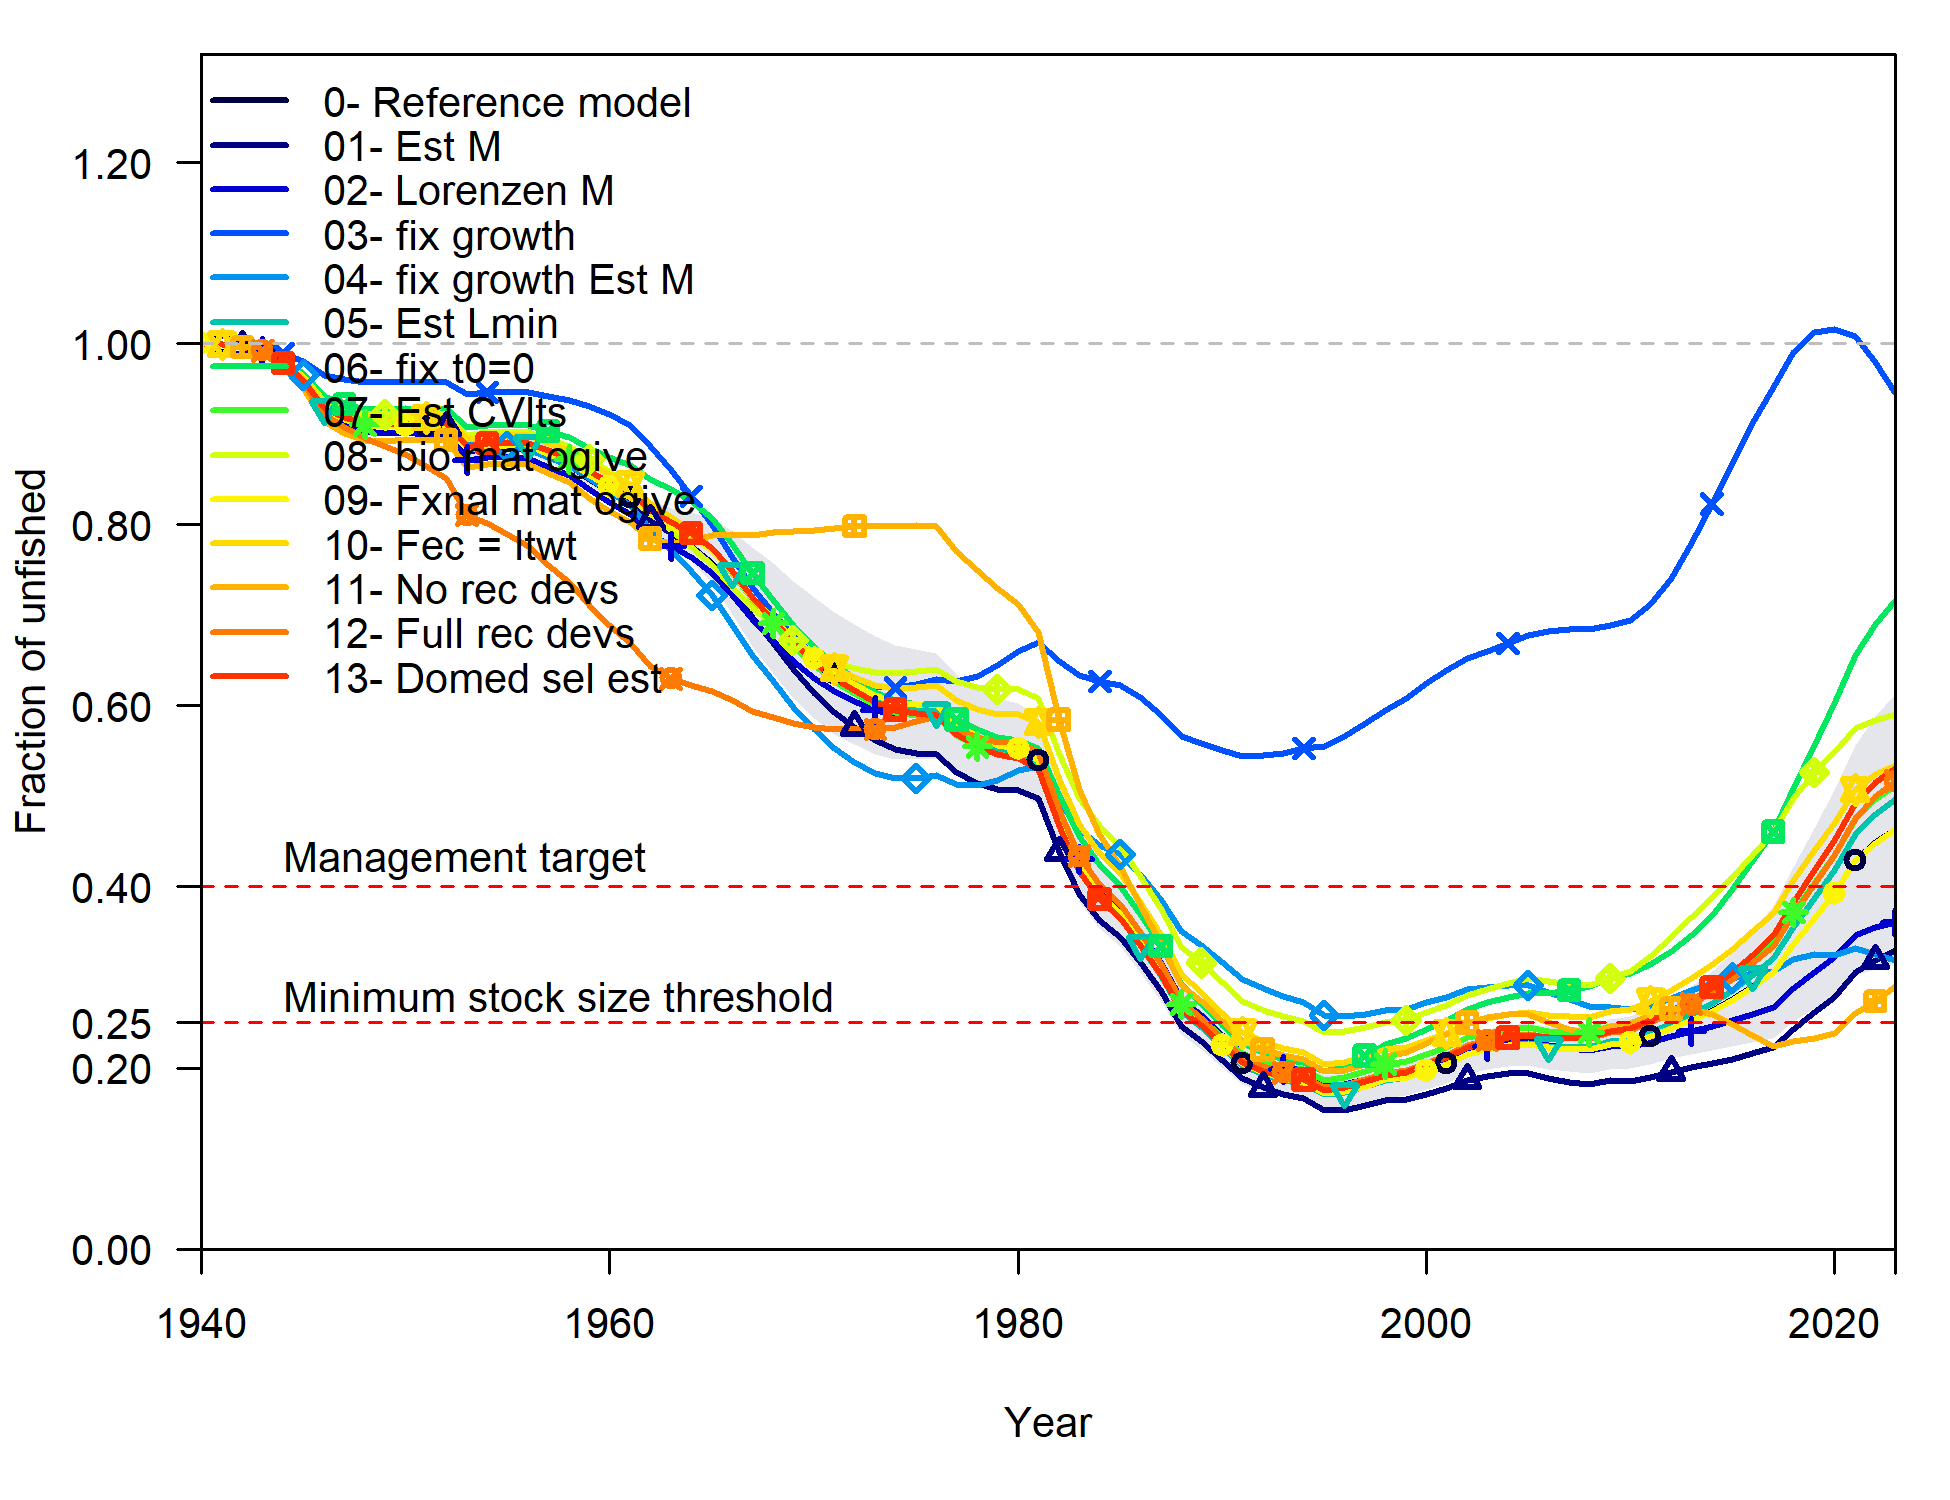 0- Reference model
01- Est M
02- Lorenzen M
03- fix growth
04- fix growth Est M
05- Est Lmin
06- fix t0=0
07- Est CVlts
08- bio mat ogive
09- Fxnal mat ogive
10- Fec = ltwt
11- No rec devs
12- Full rec devs
13- Domed sel est
Management target
Minimum stock size threshold
Fraction of unfished
1.20
1.00
0.80
0.60
0.40
0.25
0.20
0.00
1940
1960
1980
2000
2020
Year